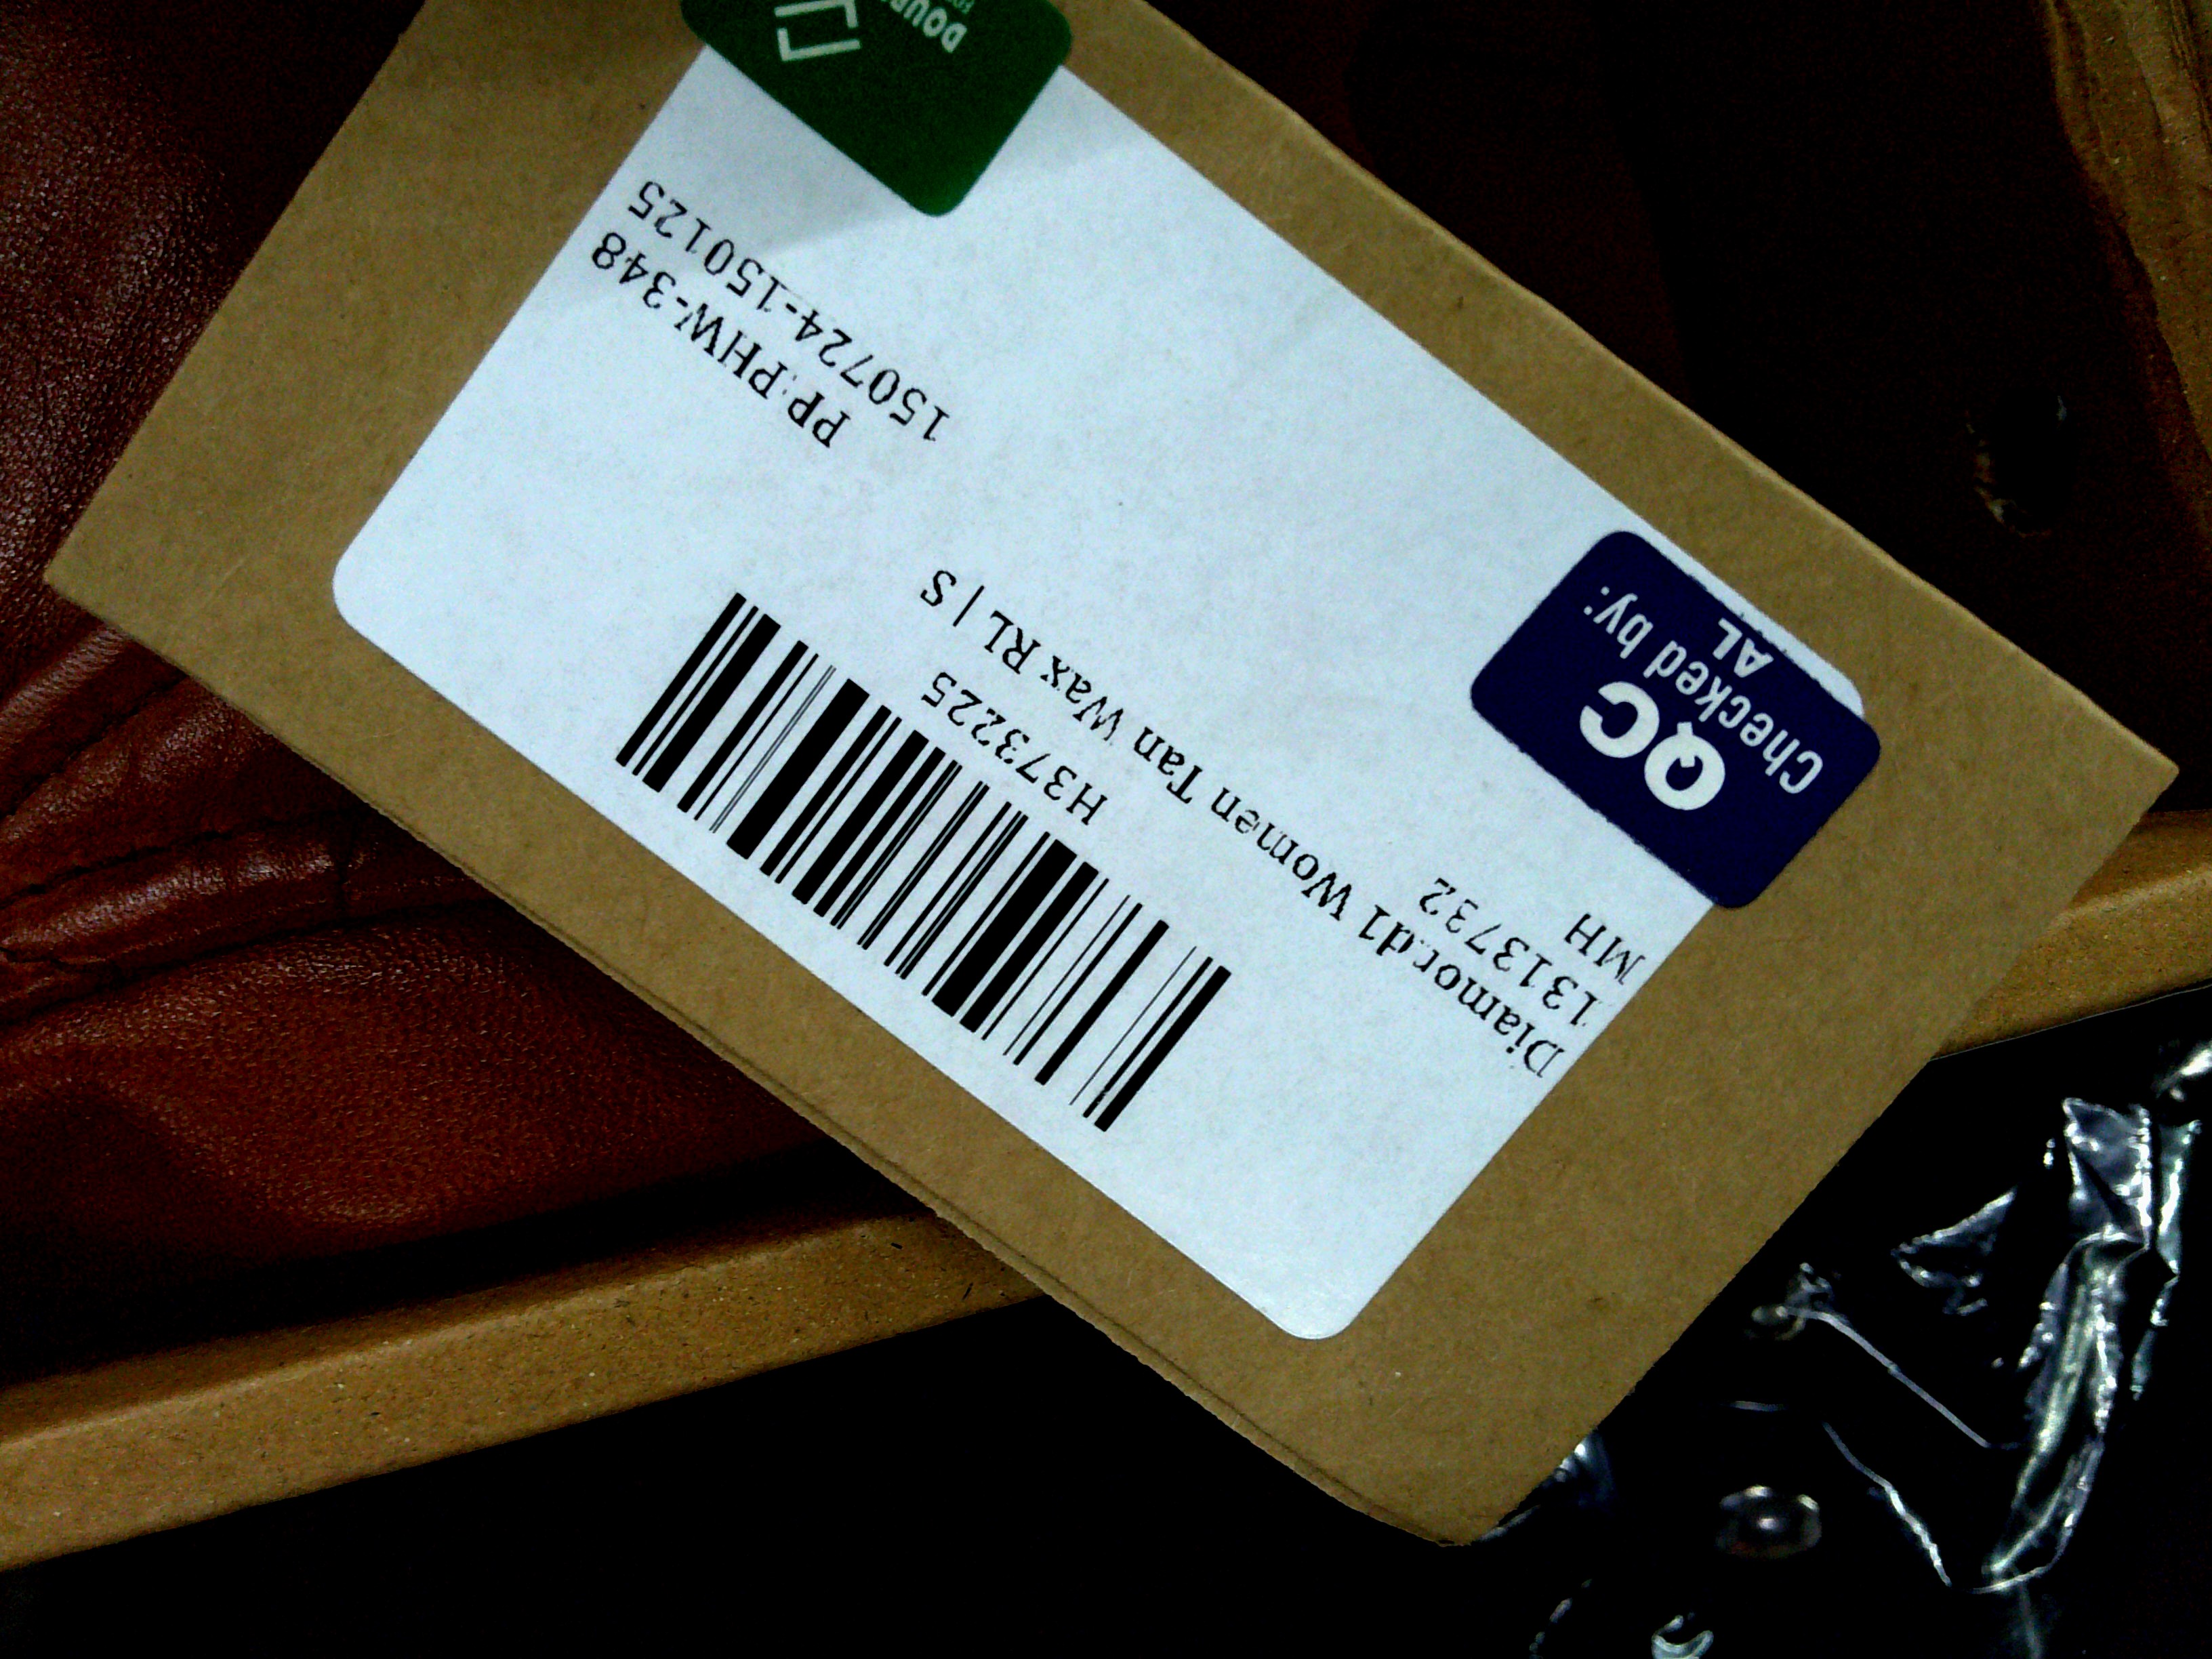 H373225
Diamond1 Women Tan Wax RL | S
1313732
MH
PP:PHW-348
150724-150125
QC
Checked by:
AL